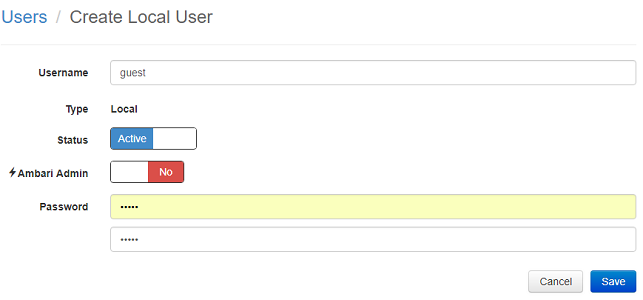 Users / Create Local User
Username guest
Type Local
Status Active
Ambari Admin No
Password •••••
•••••
Cancel Save